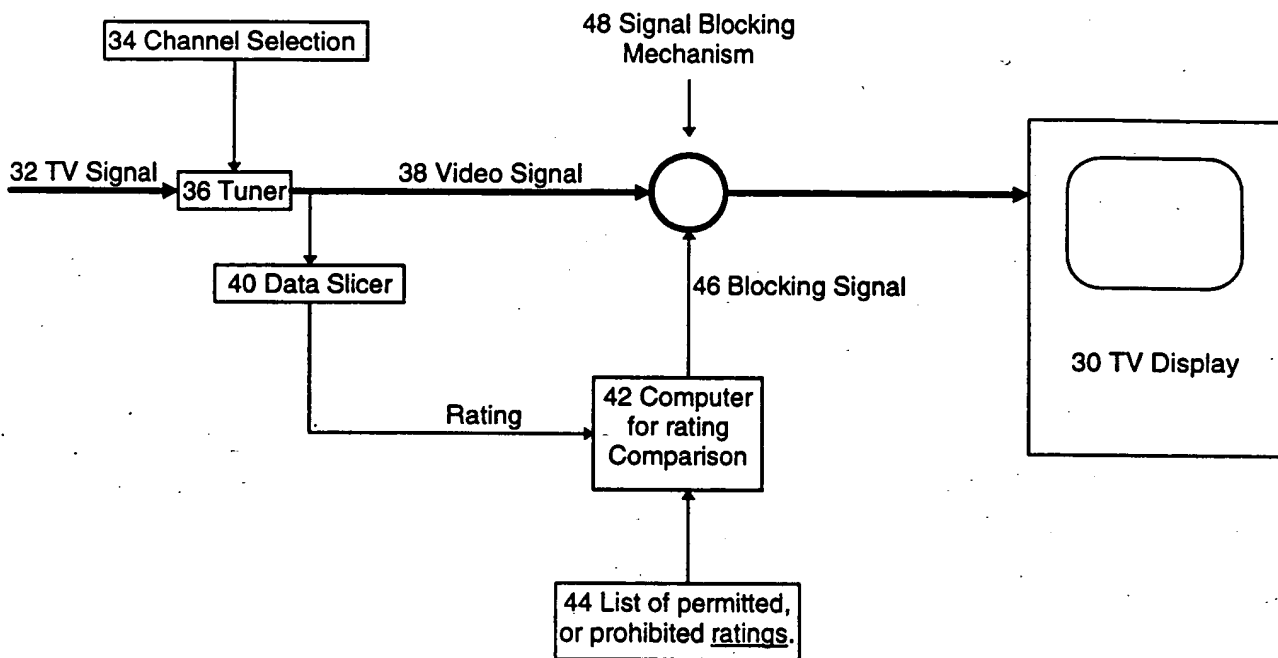 34 Channel Selection
48 Signal Blocking
Mechanism
32 TV Signal
36 Tuner
38 Video Signal
40 Data Slicer
46 Blocking Signal
30 TV Display
Rating
42 Computer
for rating
Comparison
44 List of permitted,
or prohibited ratings.